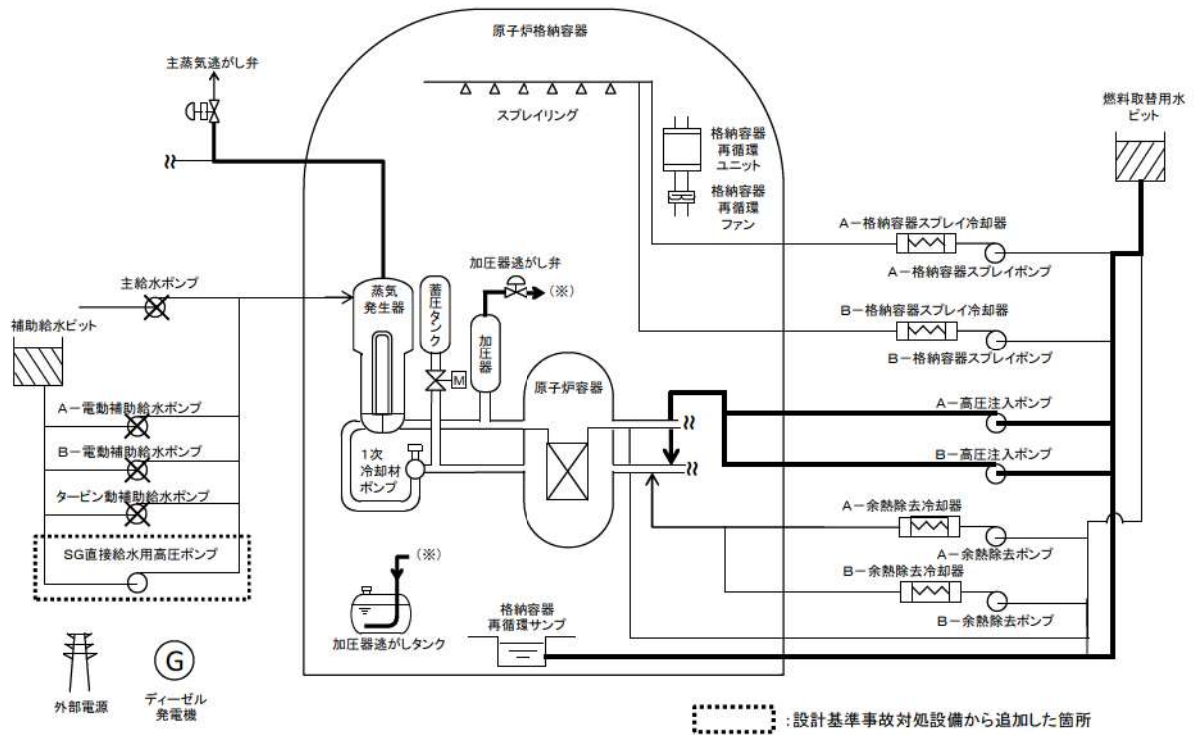 原子炉格納容器
主蒸気逃がし弁
スプレイリング
格納容器
再循環
ユニット
格納容器
再循環
ファン
燃料取替用水
ピット
A-格納容器スプレイ冷却器
A-格納容器スプレイポンプ
B-格納容器スプレイ冷却器
B-格納容器スプレイポンプ
主給水ポンプ
補助給水ピット
蒸気
発生器
蓄圧タンク
加圧器逃がし弁
(※)
加圧器
M
原子炉容器
A-電動補助給水ポンプ
B-電動補助給水ポンプ
タービン動補助給水ポンプ
SG直接給水用高圧ポンプ
1次
冷却材
ポンプ
A-高圧注入ポンプ
B-高圧注入ポンプ
A-余熱除去冷却器
A-余熱除去ポンプ
B-余熱除去冷却器
B-余熱除去ポンプ
(※)
加圧器逃がしタンク
格納容器
再循環サンプ
外部電源
G
ディーゼル
発電機
:設計基準事故対処設備から追加した箇所